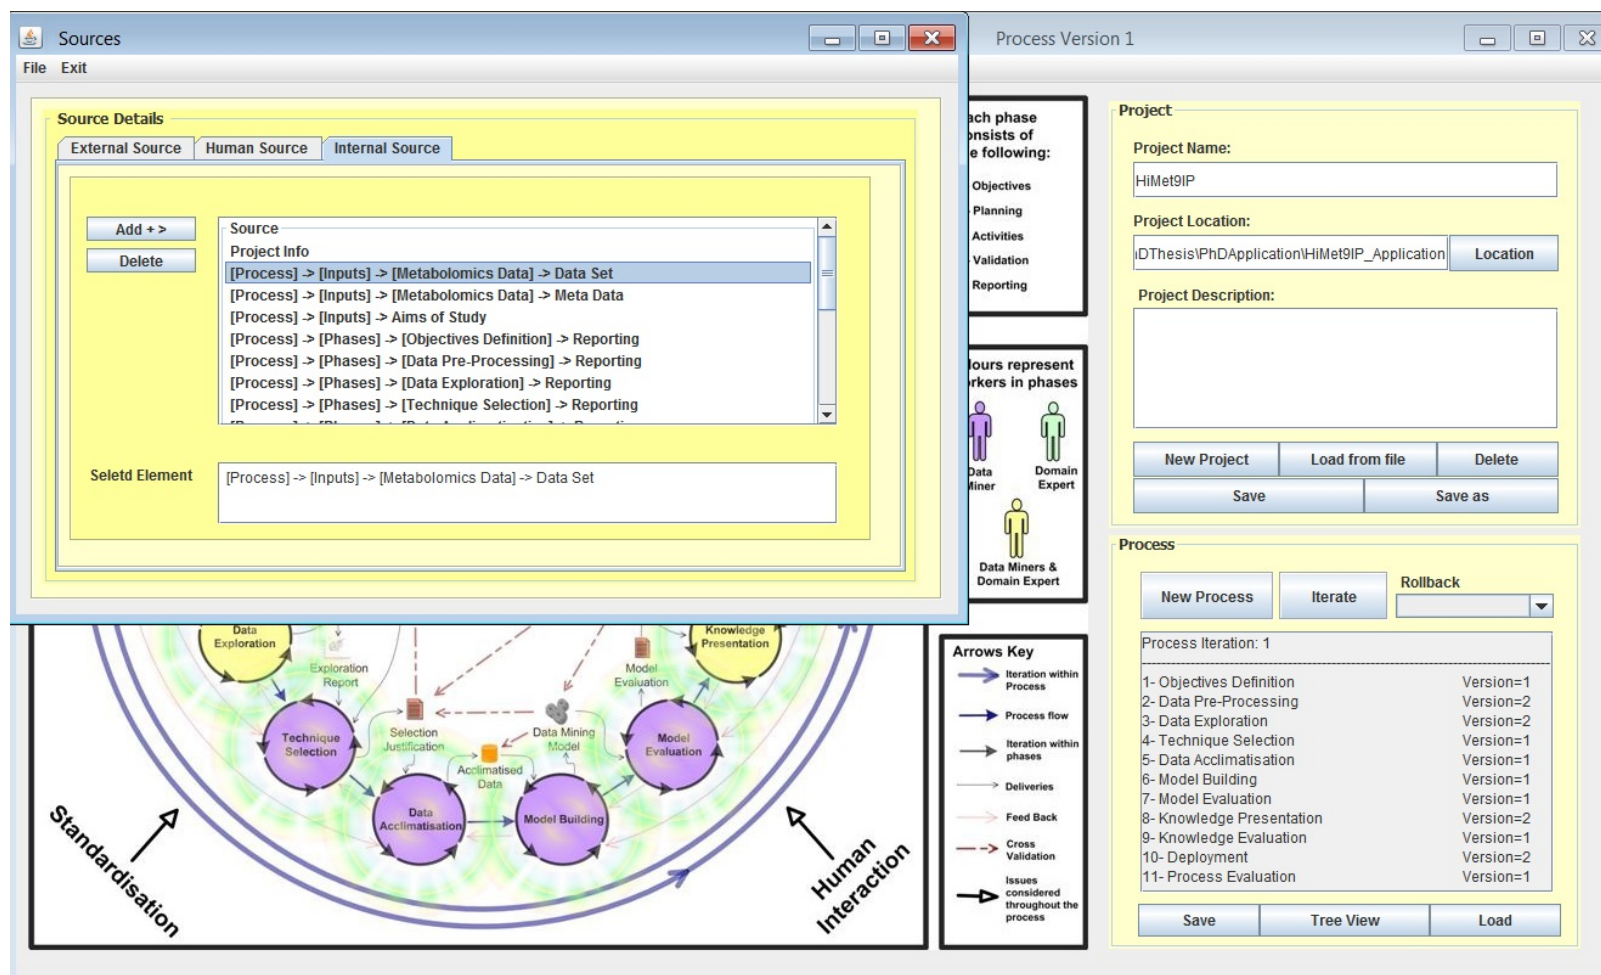 Sources
File Exit
Source Details
External Source Human Source Internal Source
Add + >
Delete
Source
Project Info
[Process] -> [Inputs] -> [Metabolomics Data] -> Data Set
[Process] -> [Inputs] -> [Metabolomics Data] -> Meta Data
[Process] -> [Inputs] -> Aims of Study
[Process] -> [Phases] -> [Objectives Definition] -> Reporting
[Process] -> [Phases] -> [Data Pre-Processing] -> Reporting
[Process] -> [Phases] -> [Data Exploration] -> Reporting
[Process] -> [Phases] -> [Technique Selection] -> Reporting
Seletd Element
[Process] -> [Inputs] -> [Metabolomics Data] -> Data Set
Process Version 1
ach phase
onsists of
e following:
Objectives
Planning
Activities
Validation
Reporting
lours represent
rkers in phases
Data
Miner
Domain
Expert
Data Miners &
Domain Expert
Arrows Key
Iteration within
Process
Process flow
Iteration within
phases
Deliveries
Feed Back
Cross
Validation
Issues
considered
throughout the
process
Data
Exploration
Exploration
Report
Technique
Selection
Selection
Justification
Data
Acclimatisation
Acclimatised
Data
Model Building
Data Mining
Model
Model
Evaluation
Model
Evaluation
Knowledge
Presentation
Standardisation
Human
Interaction
Project
Project Name:
HiMet9IP
Project Location:
DThesis\PhDApplication\HiMet9IP_Application
Location
Project Description:
New Project Load from file Delete
Save Save as
Process
New Process Iterate Rollback
Process Iteration: 1
1- Objectives Definition Version=1
2- Data Pre-Processing Version=2
3- Data Exploration Version=2
4- Technique Selection Version=1
5- Data Acclimatisation Version=1
6- Model Building Version=1
7- Model Evaluation Version=1
8- Knowledge Presentation Version=2
9- Knowledge Evaluation Version=1
10- Deployment Version=2
11- Process Evaluation Version=1
Save Tree View Load